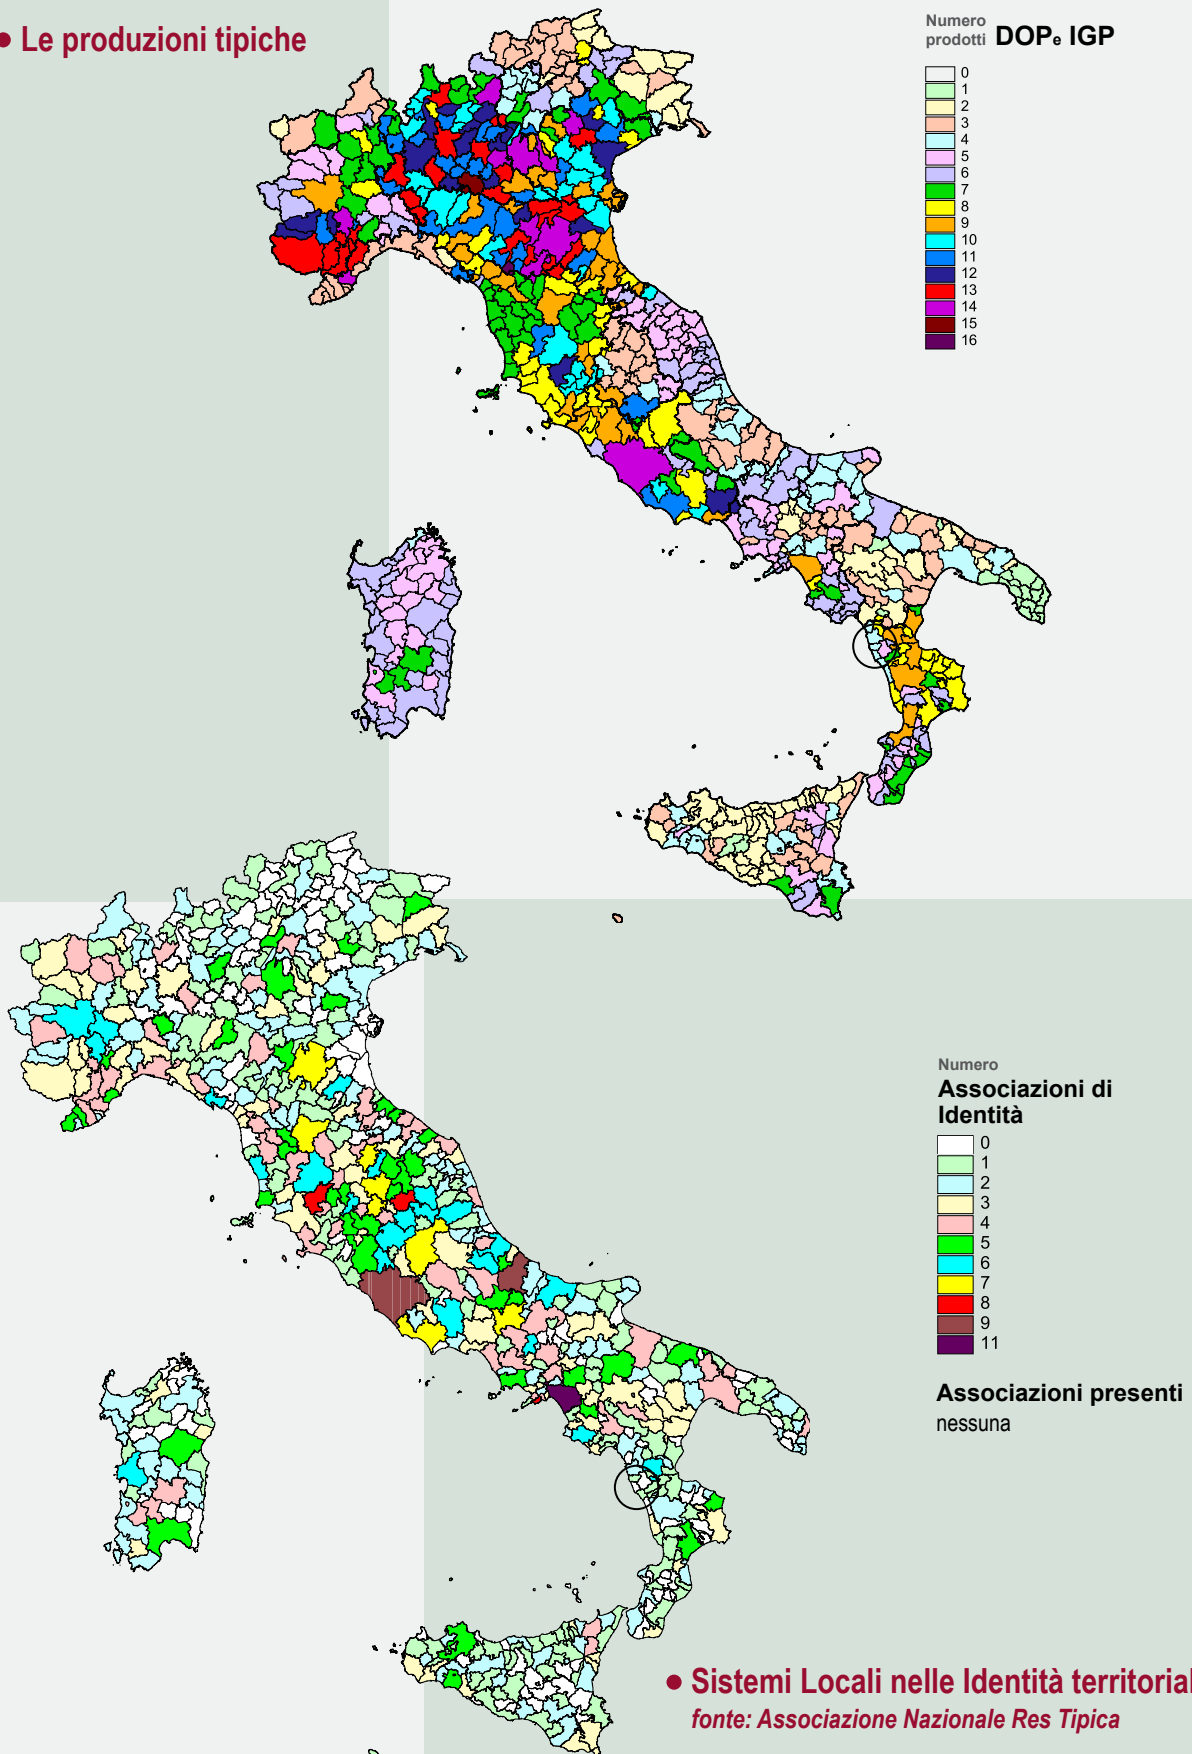 • Le produzioni tipiche
Numero
prodotti DOPe IGP
0
1
2
3
4
5
6
7
8
9
10
11
12
13
14
15
16
Numero
Associazioni di
Identità
0
1
2
3
4
5
6
7
8
9
11
Associazioni presenti
nessuna
• Sistemi Locali nelle Identità territorial
fonte: Associazione Nazionale Res Tipica